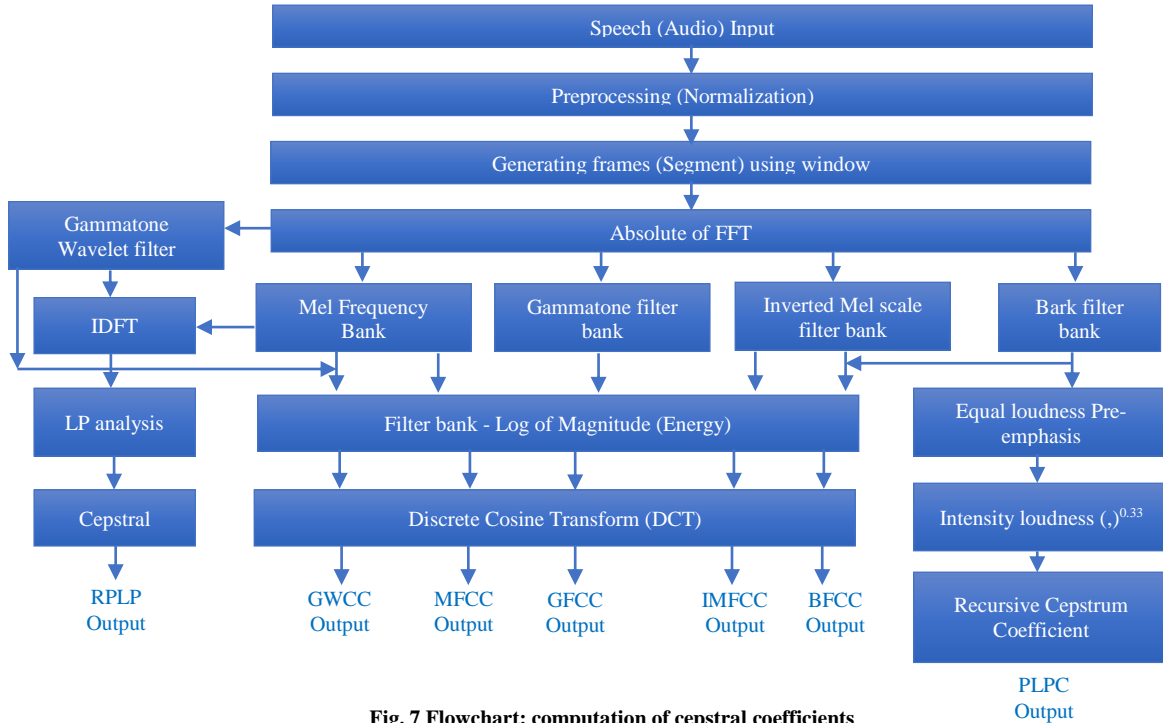 Speech (Audio) Input
Preprocessing (Normalization)
Generating frames (Segment) using window
Gammatone
Wavelet filter
Absolute of FFT
IDFT
Mel Frequency
Bank
Gammatone filter
bank
Inverted Mel scale
filter bank
Bark filter
bank
LP analysis
Filter bank - Log of Magnitude (Energy)
Equal loudness Pre-
emphasis
Cepstral
Discrete Cosine Transform (DCT)
Intensity loudness (,)^0.33
RPLP
Output
GWCC
Output
MFCC
Output
GFCC
Output
IMFCC
Output
BFCC
Output
Recursive Cepstrum
Coefficient
PLPC
Output
Fig. 7 Flowchart: computation of cepstral coefficients